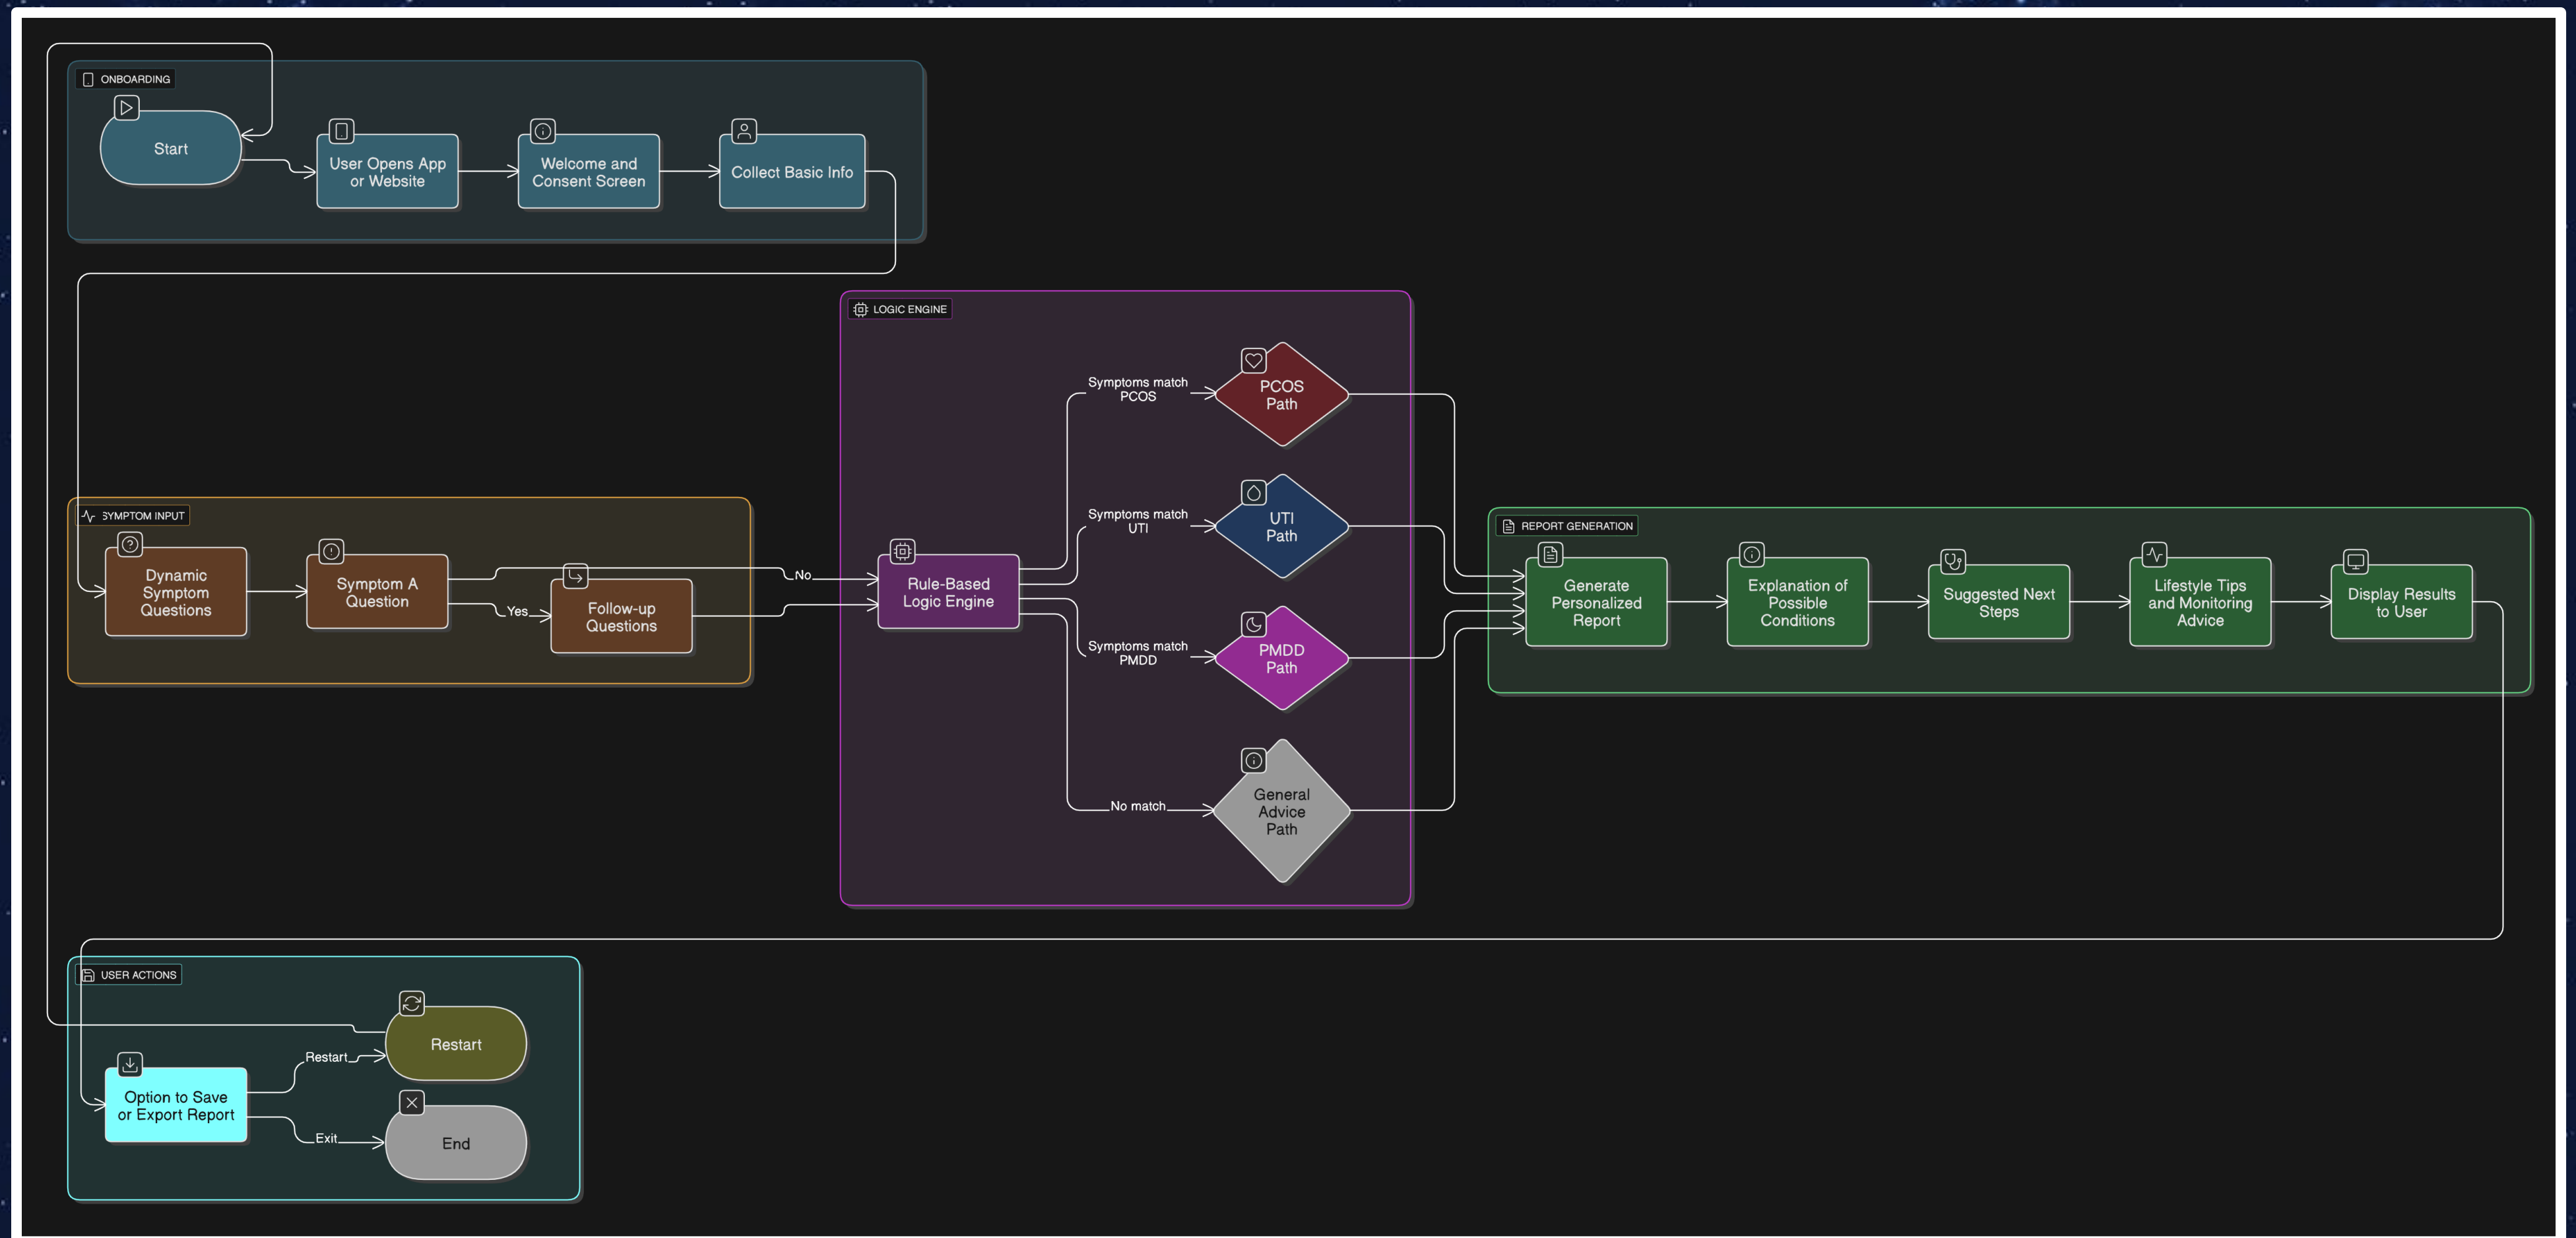 ONBOARDING
Start
User Opens App
or Website
Welcome and
Consent Screen
Collect Basic Info
SYMPTOM INPUT
Dynamic
Symptom
Questions
Symptom A
Question
No
Yes
Follow-up
Questions
LOGIC ENGINE
Rule-Based
Logic Engine
Symptoms match
PCOS
PCOS
Path
Symptoms match
UTI
UTI
Path
Symptoms match
PMDD
PMDD
Path
No match
General
Advice
Path
REPORT GENERATION
Generate
Personalized
Report
Explanation of
Possible
Conditions
Suggested Next
Steps
Lifestyle Tips
and Monitoring
Advice
Display Results
to User
USER ACTIONS
Option to Save
or Export Report
Restart
Restart
Exit
End